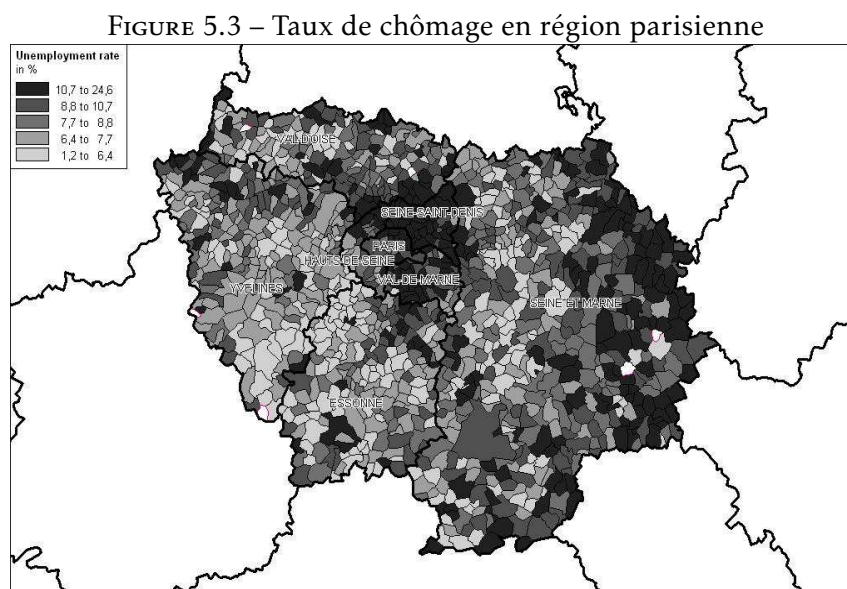 FIGURE 5.3 – Taux de chômage en région parisienne
Unemployment rate
in %
10,7 to 24,6
8,8 to 10,7
7,7 to 8,8
6,4 to 7,7
1,2 to 6,4
VAL-D'OISE
SEINE-SAINT-DENIS
PARIS
HAUTS-DE-SEINE
VAL-DE-MARNE
YVELINES
SEINE ET MARNE
ESSONNE